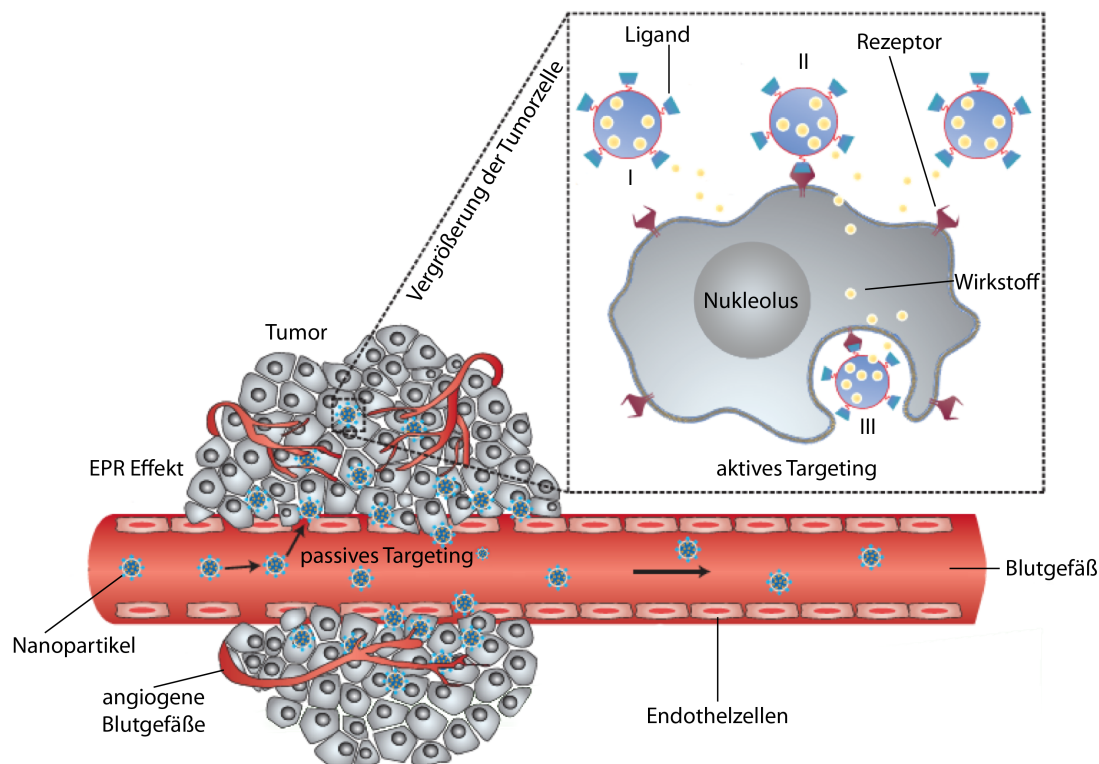 Ligand
II
Rezeptor
I
Vergrößerung der Tumorzelle
Nukleolus
Wirkstoff
III
aktives Targeting
Tumor
EPR Effekt
passives Targeting
Blutgefäß
Nanopartikel
angiogene
Blutgefäße
Endothelzellen